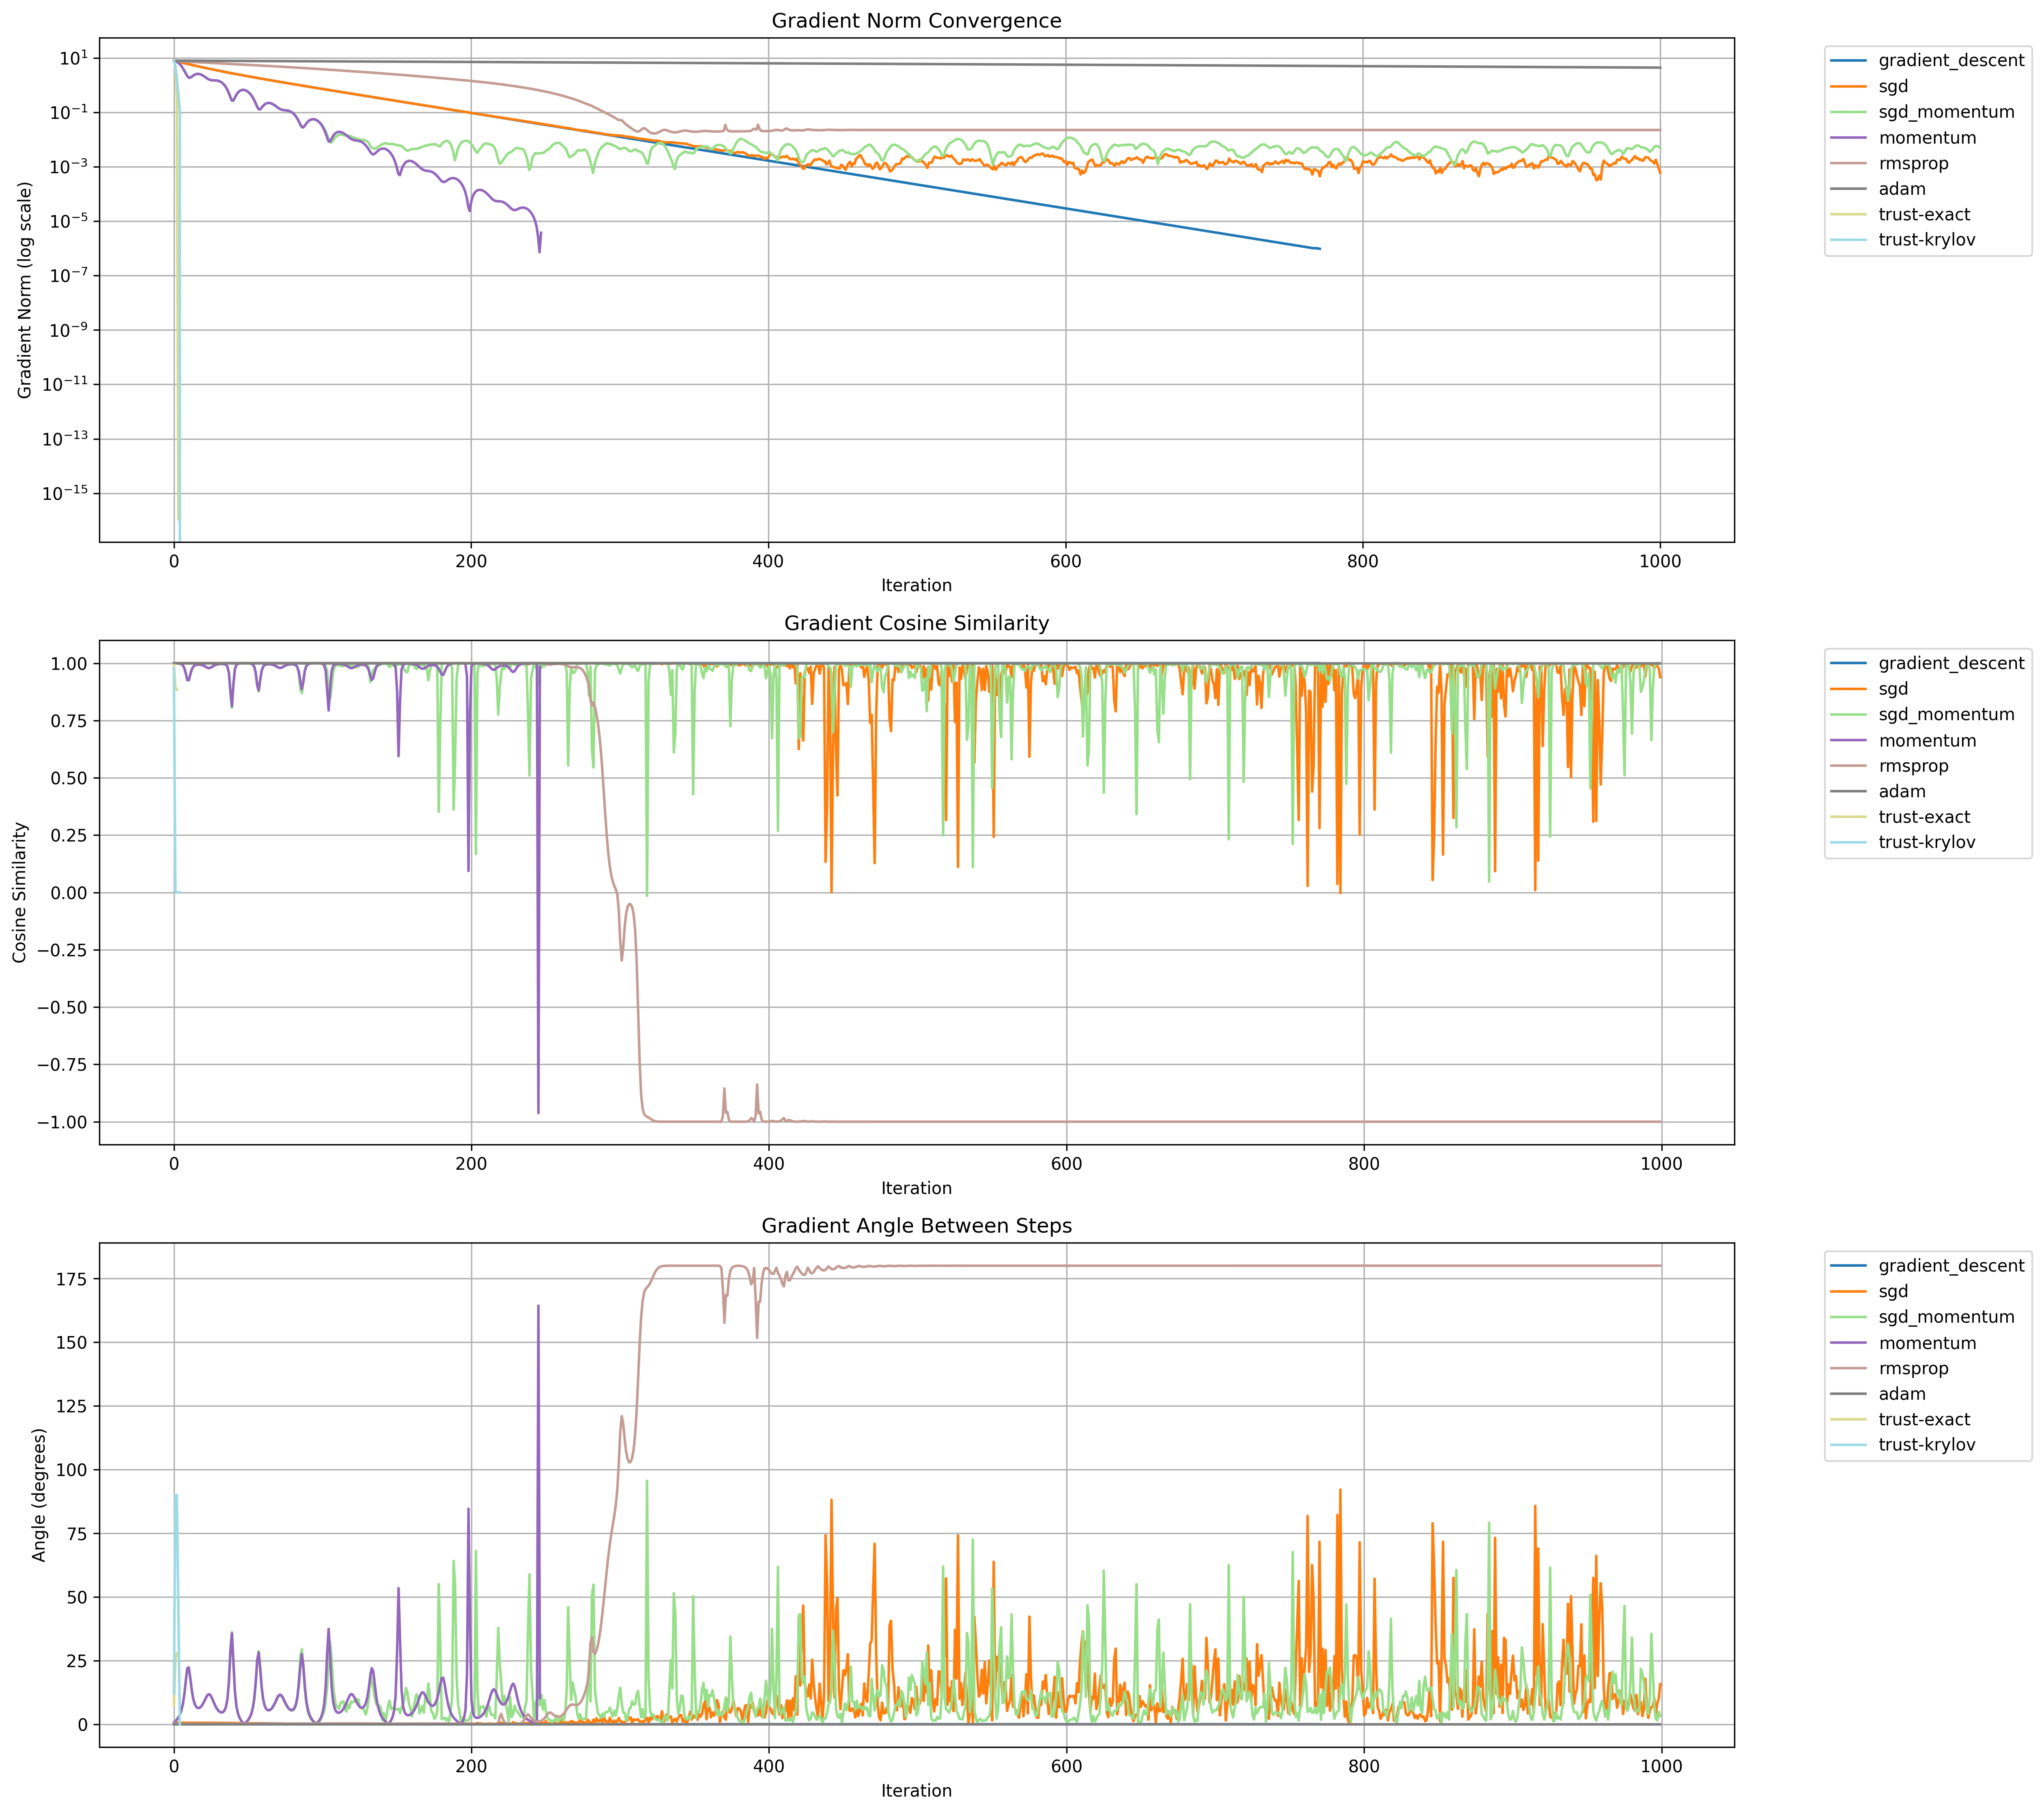 Gradient Norm Convergence
Gradient Norm (log scale)
10¹
10⁻¹
10⁻³
10⁻⁵
10⁻⁷
10⁻⁹
10⁻¹¹
10⁻¹³
10⁻¹⁵
0 200 400 600 800 1000
Iteration
gradient_descent
sgd
sgd_momentum
momentum
rmsprop
adam
trust-exact
trust-krylov
Gradient Cosine Similarity
Cosine Similarity
1.00
0.75
0.50
0.25
0.00
−0.25
−0.50
−0.75
−1.00
0 200 400 600 800 1000
Iteration
gradient_descent
sgd
sgd_momentum
momentum
rmsprop
adam
trust-exact
trust-krylov
Gradient Angle Between Steps
Angle (degrees)
175
150
125
100
75
50
25
0
0 200 400 600 800 1000
Iteration
gradient_descent
sgd
sgd_momentum
momentum
rmsprop
adam
trust-exact
trust-krylov